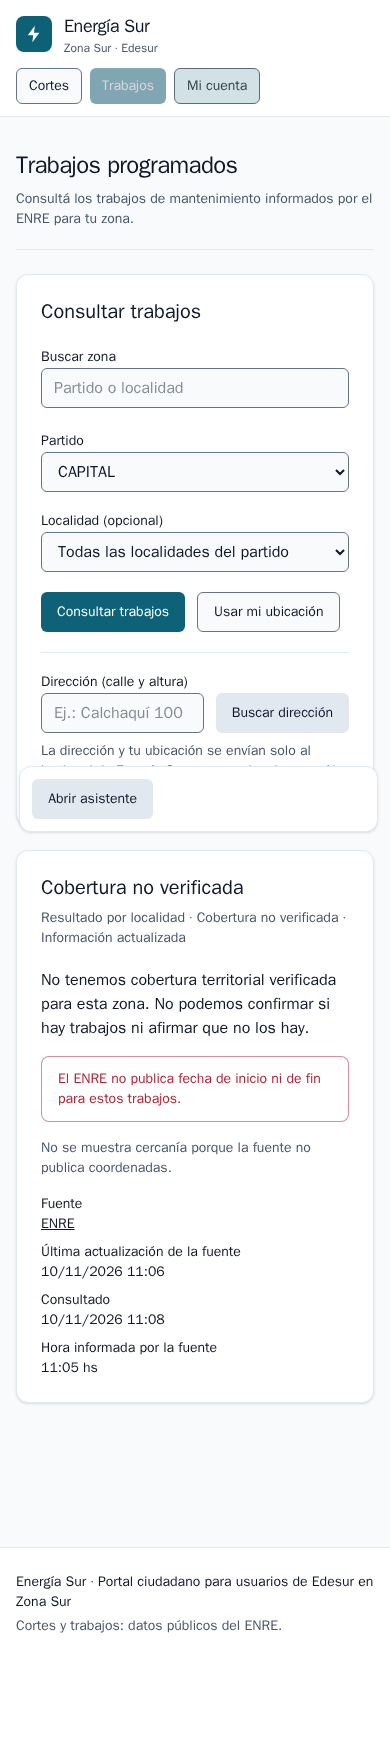 Energía Sur
Zona Sur · Edesur
Cortes
Trabajos
Mi cuenta
Trabajos programados
Consultá los trabajos de mantenimiento informados por el
ENRE para tu zona.
Consultar trabajos
Buscar zona
Partido o localidad
Partido
CAPITAL
Localidad (opcional)
Todas las localidades del partido
Consultar trabajos
Usar mi ubicación
Dirección (calle y altura)
Ej.: Calchaquí 100
Buscar dirección
La dirección y tu ubicación se envían solo al
Abrir asistente
Cobertura no verificada
Resultado por localidad · Cobertura no verificada ·
Información actualizada
No tenemos cobertura territorial verificada
para esta zona. No podemos confirmar si
hay trabajos ni afirmar que no los hay.
El ENRE no publica fecha de inicio ni de fin
para estos trabajos.
No se muestra cercanía porque la fuente no
publica coordenadas.
Fuente
ENRE
Última actualización de la fuente
10/11/2026 11:06
Consultado
10/11/2026 11:08
Hora informada por la fuente
11:05 hs
Energía Sur · Portal ciudadano para usuarios de Edesur en
Zona Sur
Cortes y trabajos: datos públicos del ENRE.